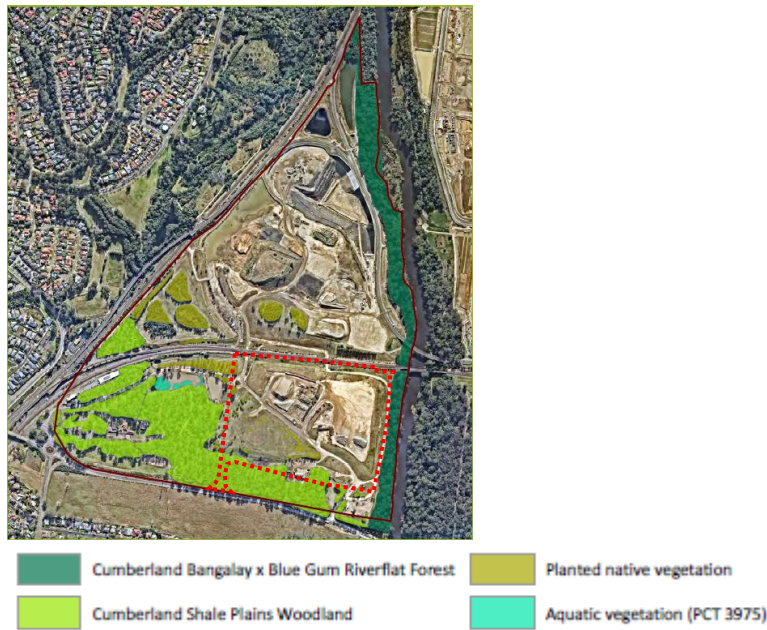 Cumberland Bangalay x Blue Gum Riverflat Forest
Planted native vegetation
Cumberland Shale Plains Woodland
Aquatic vegetation (PCT 3975)